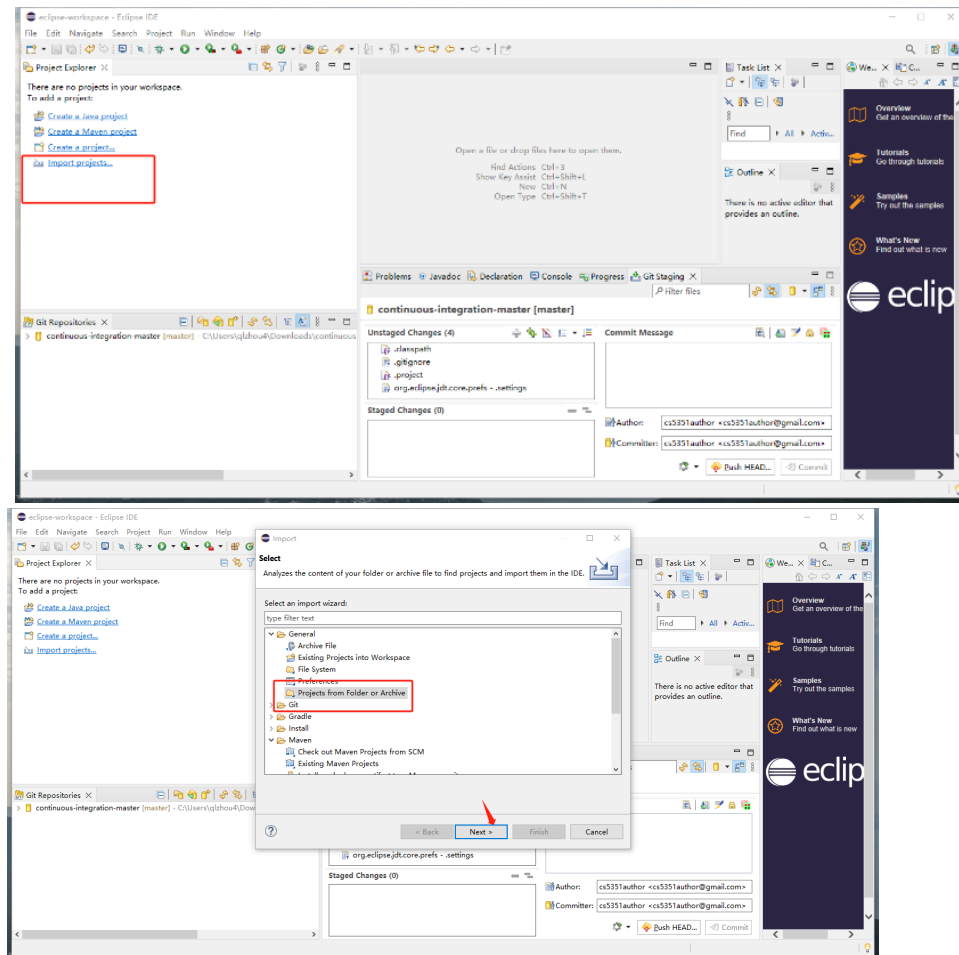 eclipse-workspace - Eclipse IDE
File Edit Navigate Search Project Run Window Help
Project Explorer
There are no projects in your workspace.
To add a project:
Create a Java project
Create a Maven project
Create a project...
Import projects...
Open a file or drop files here to open them.
Find Actions Ctrl+3
Show Key Assist Ctrl+Shift+L
New Ctrl+N
Open Type Ctrl+Shift+T
Task List
Find All Activ...
Outline
There is no active editor that
provides an outline.
We... C...
Overview
Get an overview of the
Tutorials
Go through tutorials
Samples
Try out the samples
What's New
Find out what is new
eclip
Git Repositories
continuous-integration-master [master] - C:\Users\qlzhou4\Downloads\continuous
Problems Javadoc Declaration Console Progress Git Staging
Filter files
continuous-integration-master [master]
Unstaged Changes (4)
.classpath
.gitignore
.project
org.eclipse.jdt.core.prefs - .settings
Staged Changes (0)
Commit Message
Author: cs5351author <cs5351author@gmail.com>
Committer: cs5351author <cs5351author@gmail.com>
Push HEAD... Commit
eclipse-workspace - Eclipse IDE
File Edit Navigate Search Project Run Window Help
Project Explorer
There are no projects in your workspace.
To add a project:
Create a Java project
Create a Maven project
Create a project...
Import projects...
Import
Select
Analyzes the content of your folder or archive file to find projects and import them in the IDE.
Select an import wizard:
type filter text
General
Archive File
Existing Projects into Workspace
File System
Preferences
Projects from Folder or Archive
Git
Gradle
Install
Maven
Check out Maven Projects from SCM
Existing Maven Projects
< Back Next > Finish Cancel
Task List
Find All Activ...
Outline
There is no active editor that
provides an outline.
We... C...
Overview
Get an overview of the
Tutorials
Go through tutorials
Samples
Try out the samples
What's New
Find out what is new
eclip
Git Repositories
continuous-integration-master [master] - C:\Users\qlzhou4\Dow
org.eclipse.jdt.core.prefs - .settings
Staged Changes (0)
Author: cs5351author <cs5351author@gmail.com>
Committer: cs5351author <cs5351author@gmail.com>
Push HEAD... Commit